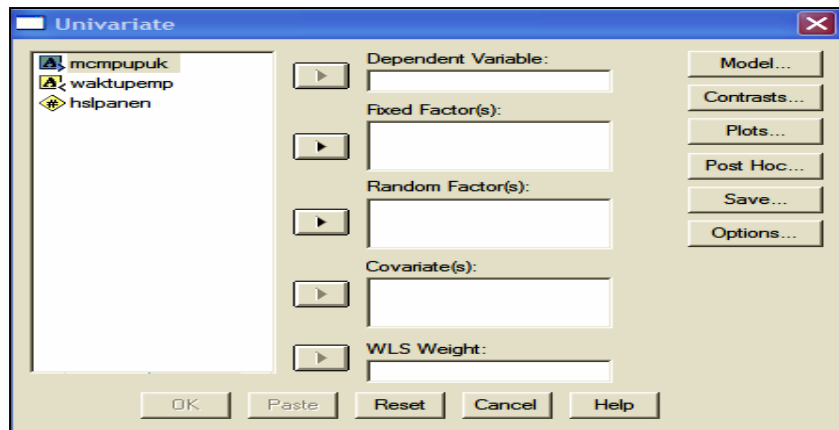 Univariate
mcmpupuk
waktupemp
hslpanen
Dependent Variable:
Fixed Factor(s):
Random Factor(s):
Covariate(s):
WLS Weight:
Model...
Contrasts...
Plots...
Post Hoc...
Save...
Options...
OK
Paste
Reset
Cancel
Help